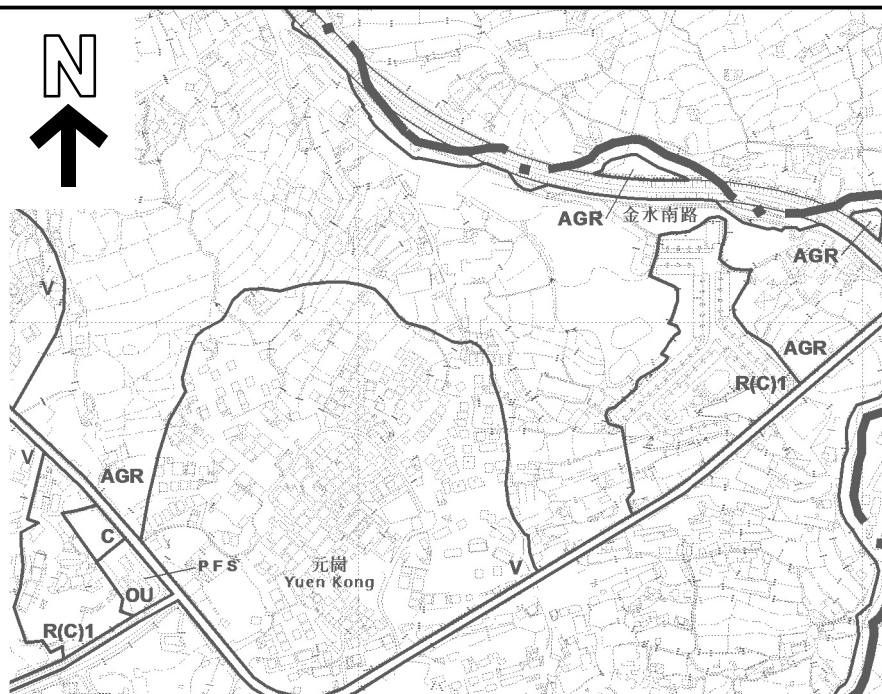 N
AGR
金水南路
AGR
V
AGR
R(C)1
V
AGR
C
PFS
元崗
Yuen Kong
V
OU
R(C)1